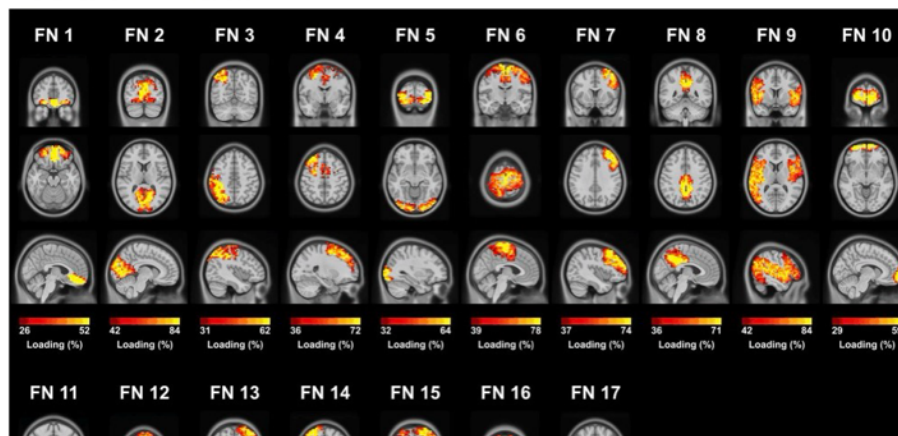 FN 1 FN 2 FN 3 FN 4 FN 5 FN 6 FN 7 FN 8 FN 9 FN 10
26 52 42 84 31 62 36 72 32 64 39 78 37 74 36 71 42 84 29
Loading (%) Loading (%) Loading (%) Loading (%) Loading (%) Loading (%) Loading (%) Loading (%) Loading (%) Loading (%)
FN 11 FN 12 FN 13 FN 14 FN 15 FN 16 FN 17